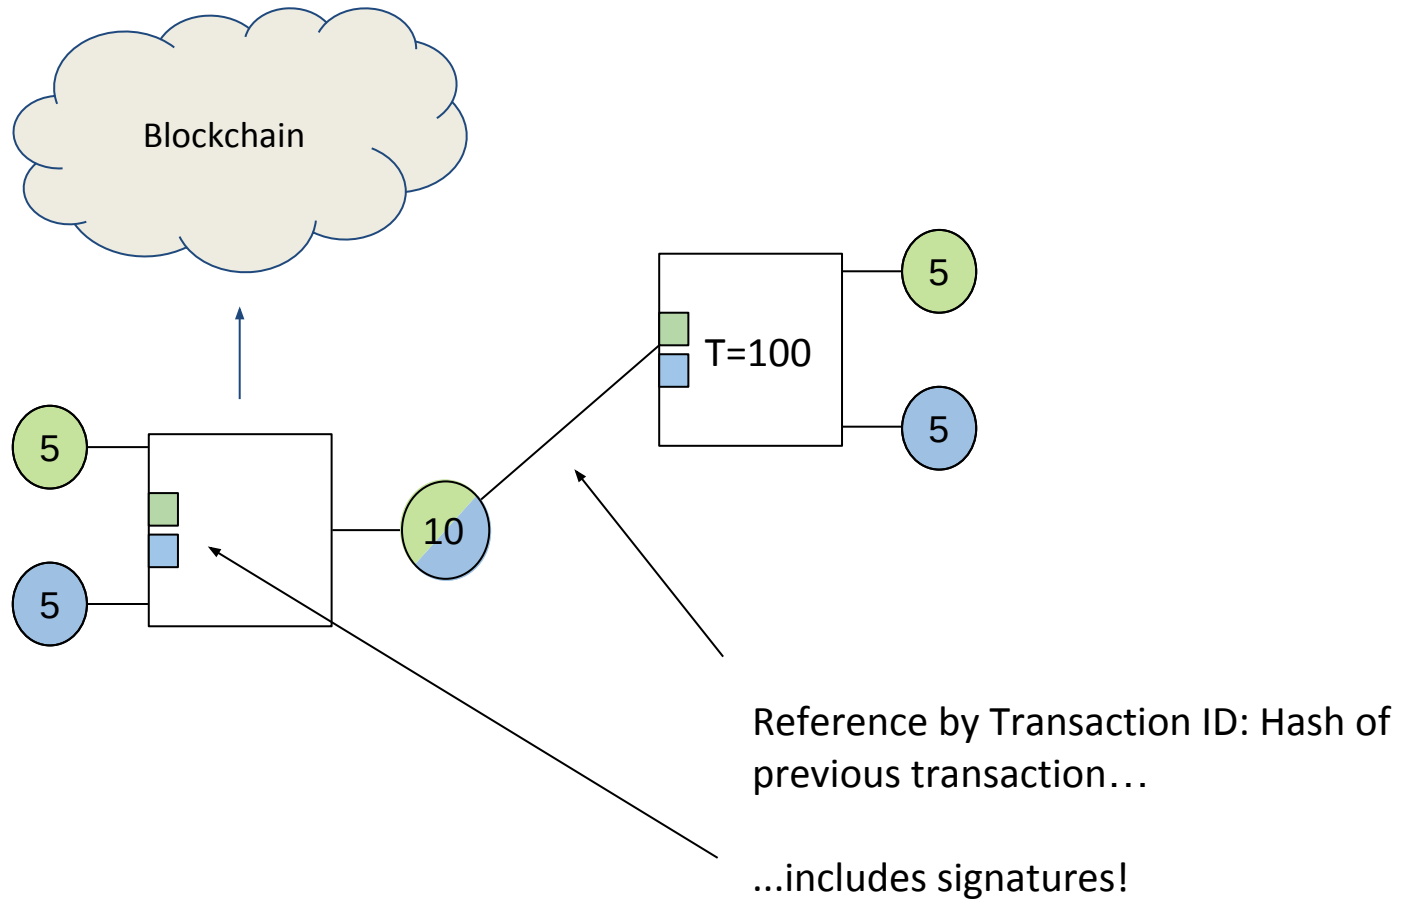 Blockchain
5
T=100
5
5
10
5
Reference by Transaction ID: Hash of
previous transaction…
...includes signatures!